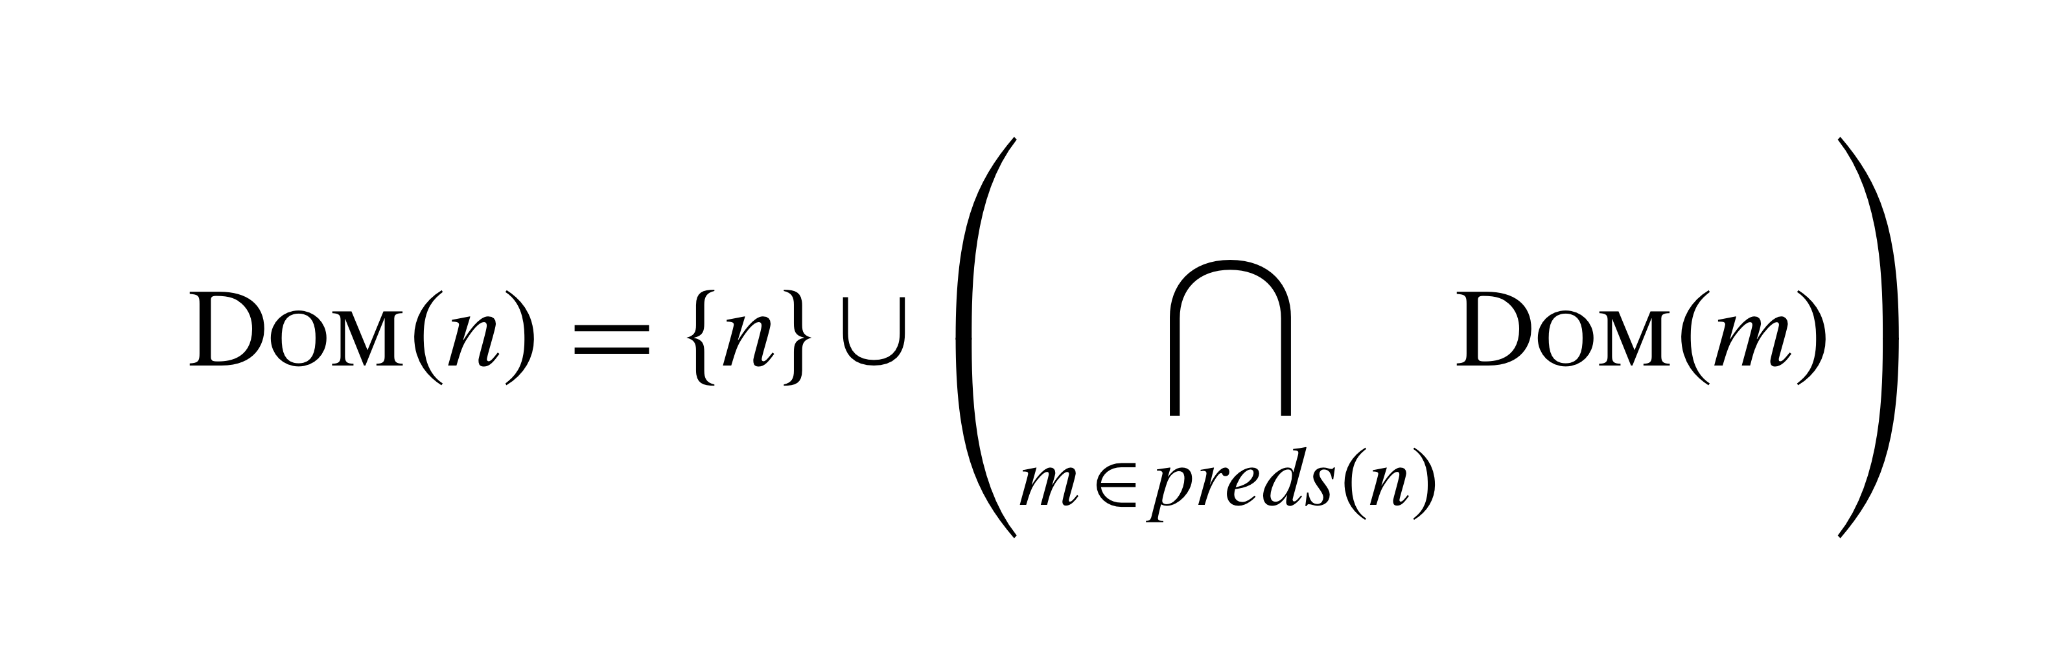 Dom(n) = {n} ∪ ( ⋂ m ∈ preds(n) Dom(m) )